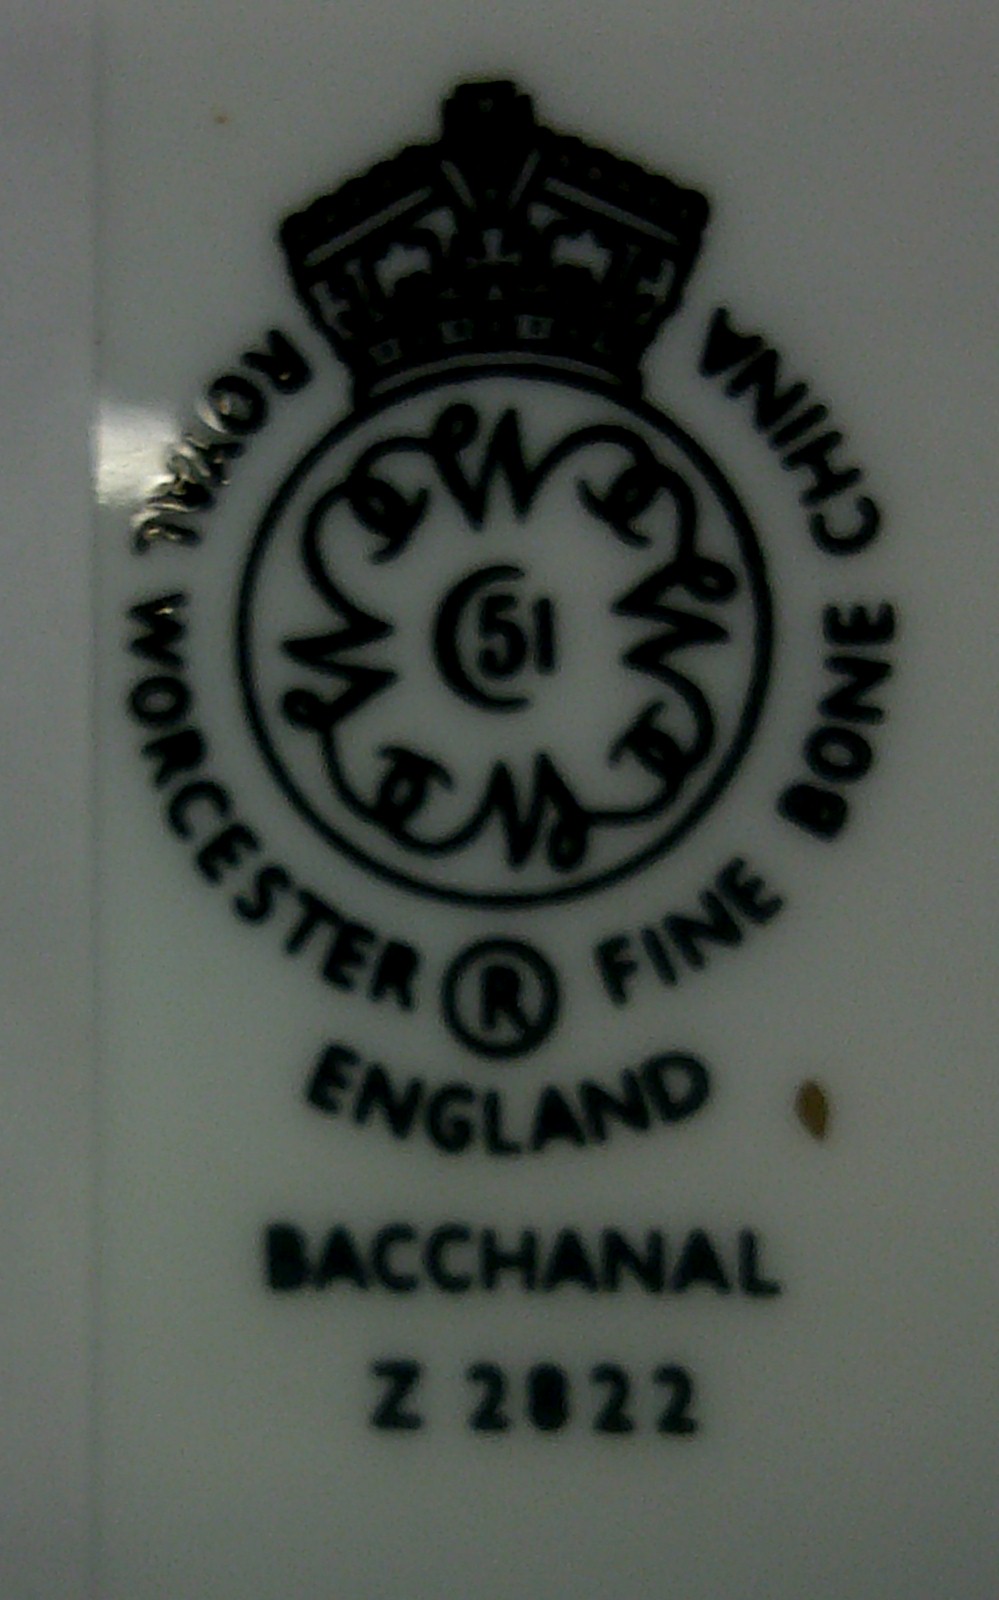 ROYAL WORCESTER ® FINE BONE CHINA
51
ENGLAND
BACCHANAL
Z 2822